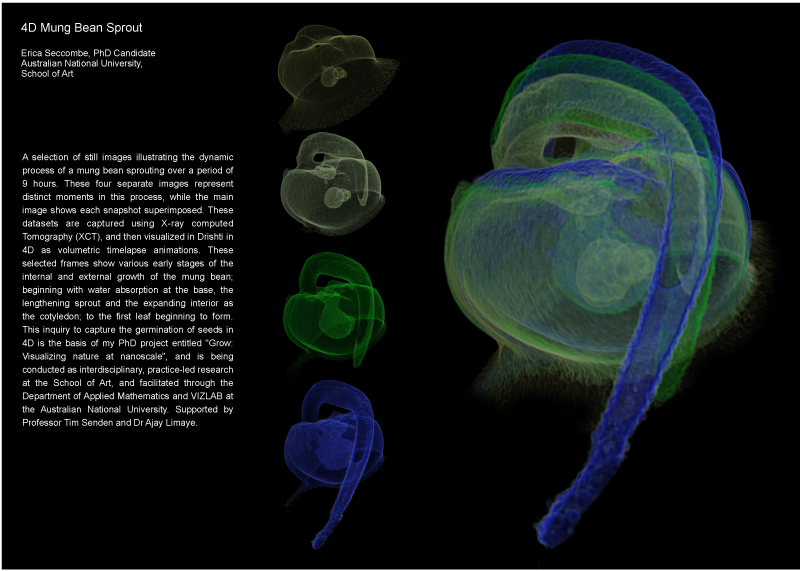 4D Mung Bean Sprout
Erica Seccombe, PhD Candidate
Australian National University,
School of Art
A selection of still images illustrating the dynamic
process of a mung bean sprouting over a period of
9 hours. These four separate images represent
distinct moments in this process, while the main
image shows each snapshot superimposed. These
datasets are captured using X-ray computed
Tomography (XCT), and then visualized in Drishti in
4D as volumetric timelapse animations. These
selected frames show various early stages of the
internal and external growth of the mung bean;
beginning with water absorption at the base, the
lengthening sprout and the expanding interior as
the cotyledon; to the first leaf beginning to form.
This inquiry to capture the germination of seeds in
4D is the basis of my PhD project entitled "Grow:
Visualizing nature at nanoscale", and is being
conducted as interdisciplinary, practice-led research
at the School of Art, and facilitated through the
Department of Applied Mathematics and VIZLAB at
the Australian National University. Supported by
Professor Tim Senden and Dr Ajay Limaye.